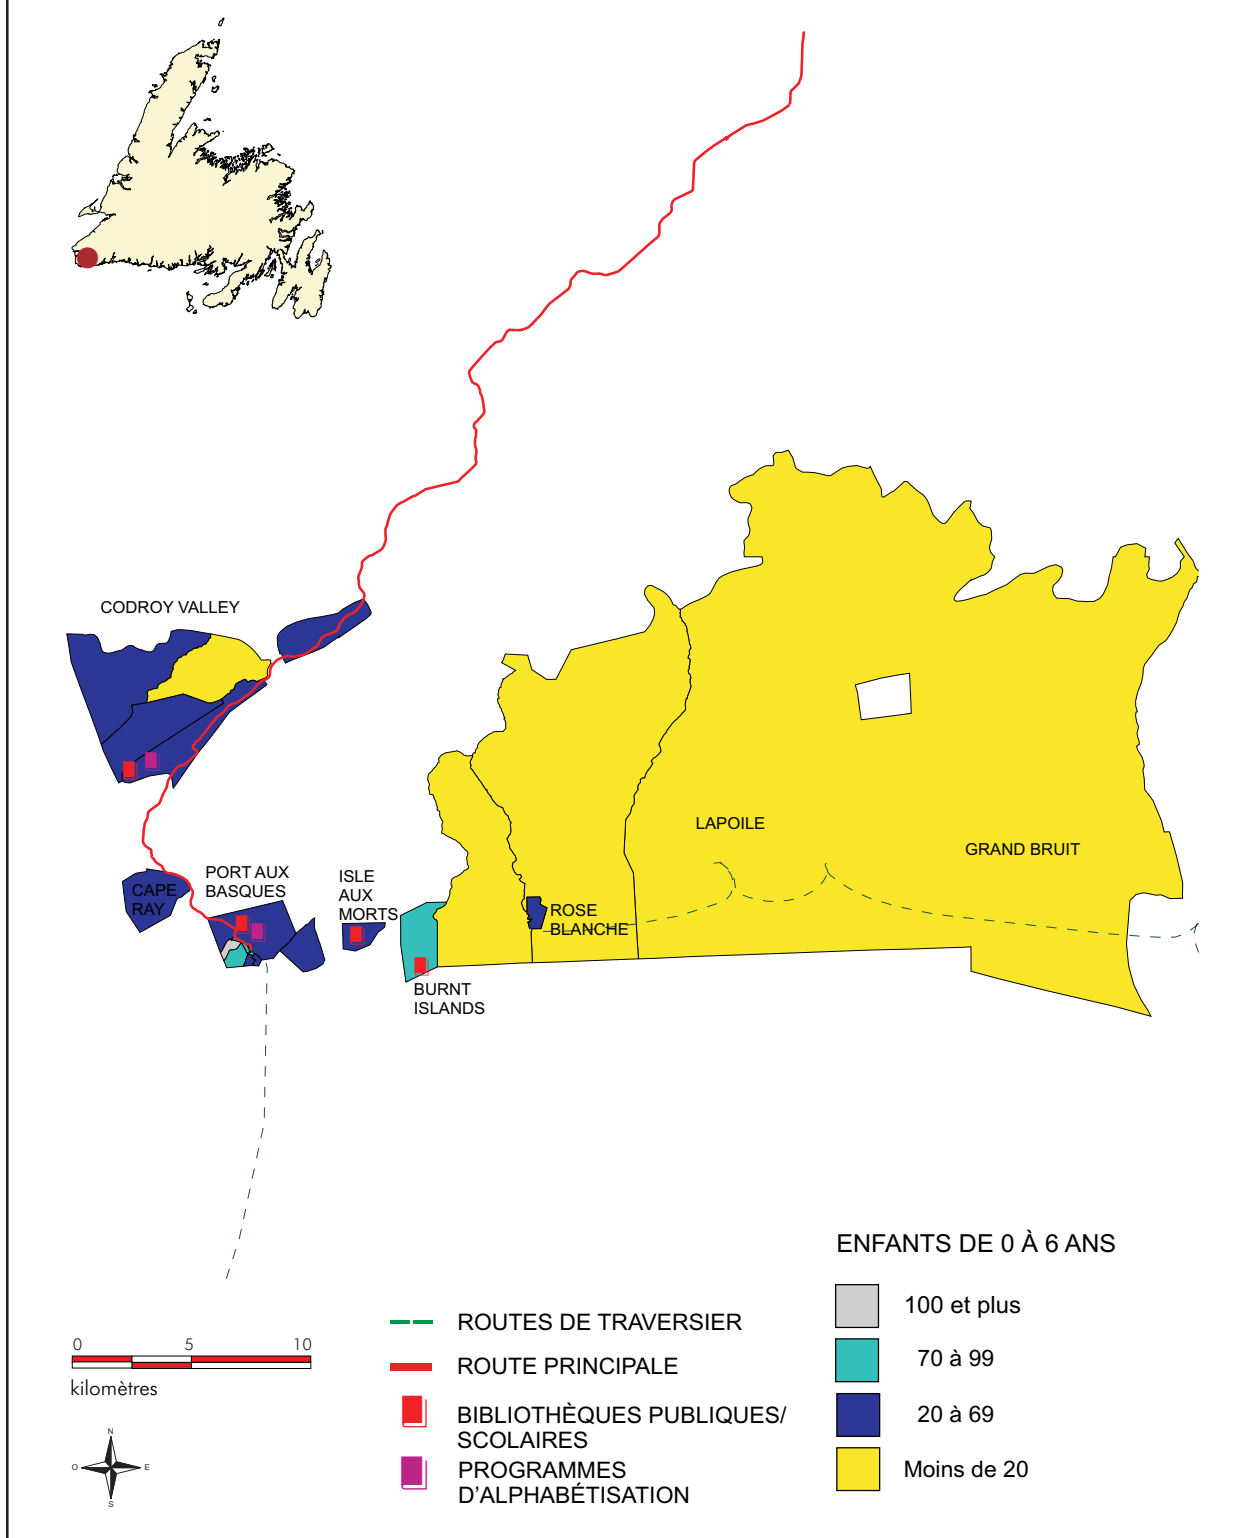 CODROY VALLEY
LAPOILE
GRAND BRUIT
PORT AUX
BASQUES
ISLE
AUX
MORTS
CAPE
RAY
ROSE
BLANCHE
BURNT
ISLANDS
ENFANTS DE 0 À 6 ANS
100 et plus
70 à 99
20 à 69
Moins de 20
ROUTES DE TRAVERSIER
ROUTE PRINCIPALE
BIBLIOTHÈQUES PUBLIQUES/
SCOLAIRES
PROGRAMMES
D'ALPHABÉTISATION
0 5 10
kilomètres
N
O E
S